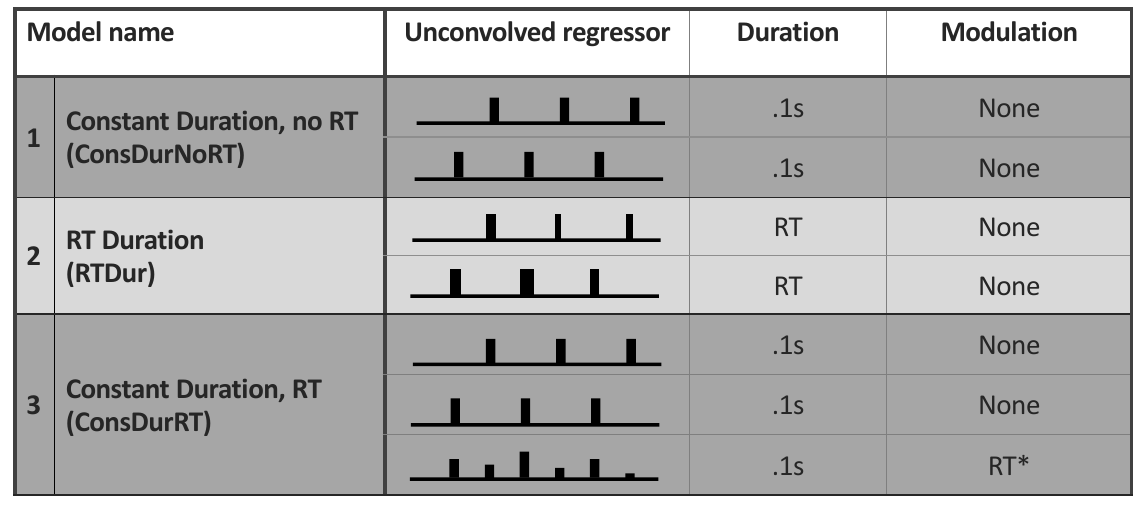 Model name Unconvolved regressor Duration Modulation
1 Constant Duration, no RT
(ConsDurNoRT)
.1s None
.1s None
2 RT Duration
(RTDur)
RT None
RT None
3 Constant Duration, RT
(ConsDurRT)
.1s None
.1s None
.1s RT*